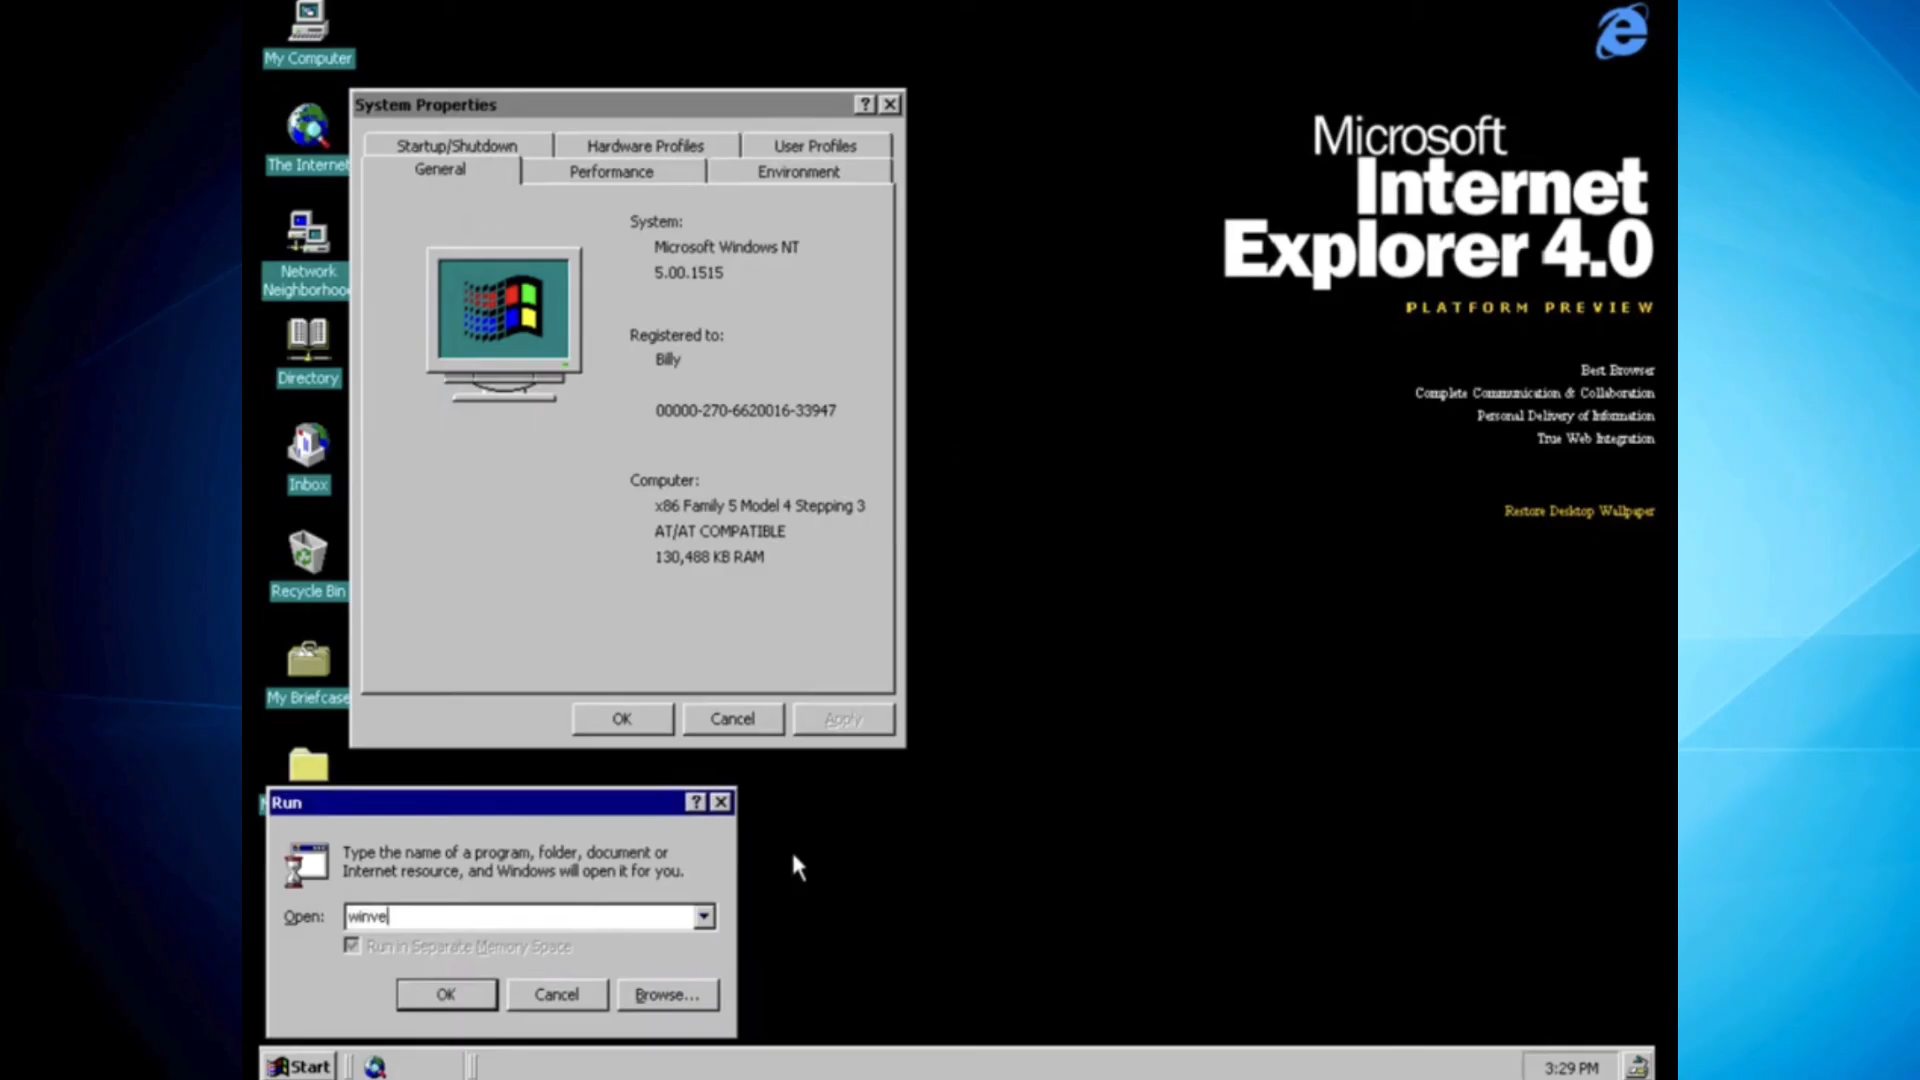 My Computer
The Internet
Network
Neighborhoo
Directory
Inbox
Recycle Bin
My Briefcase
System Properties
Startup/Shutdown
Hardware Profiles
User Profiles
General
Performance
Environment
System:
Microsoft Windows NT
5.00.1515
Registered to:
Billy
00000-270-6620016-33947
Computer:
x86 Family 5 Model 4 Stepping 3
AT/AT COMPATIBLE
130,488 KB RAM
OK
Cancel
Apply
Microsoft
Internet
Explorer 4.0
PLATFORM PREVIEW
Best Browser
Complete Communication & Collaboration
Personal Delivery of Information
True Web Integration
Restore Desktop Wallpaper
Run
Type the name of a program, folder, document or
Internet resource, and Windows will open it for you.
Open:
winve
Run in Separate Memory Space
OK
Cancel
Browse...
Start
3:29 PM